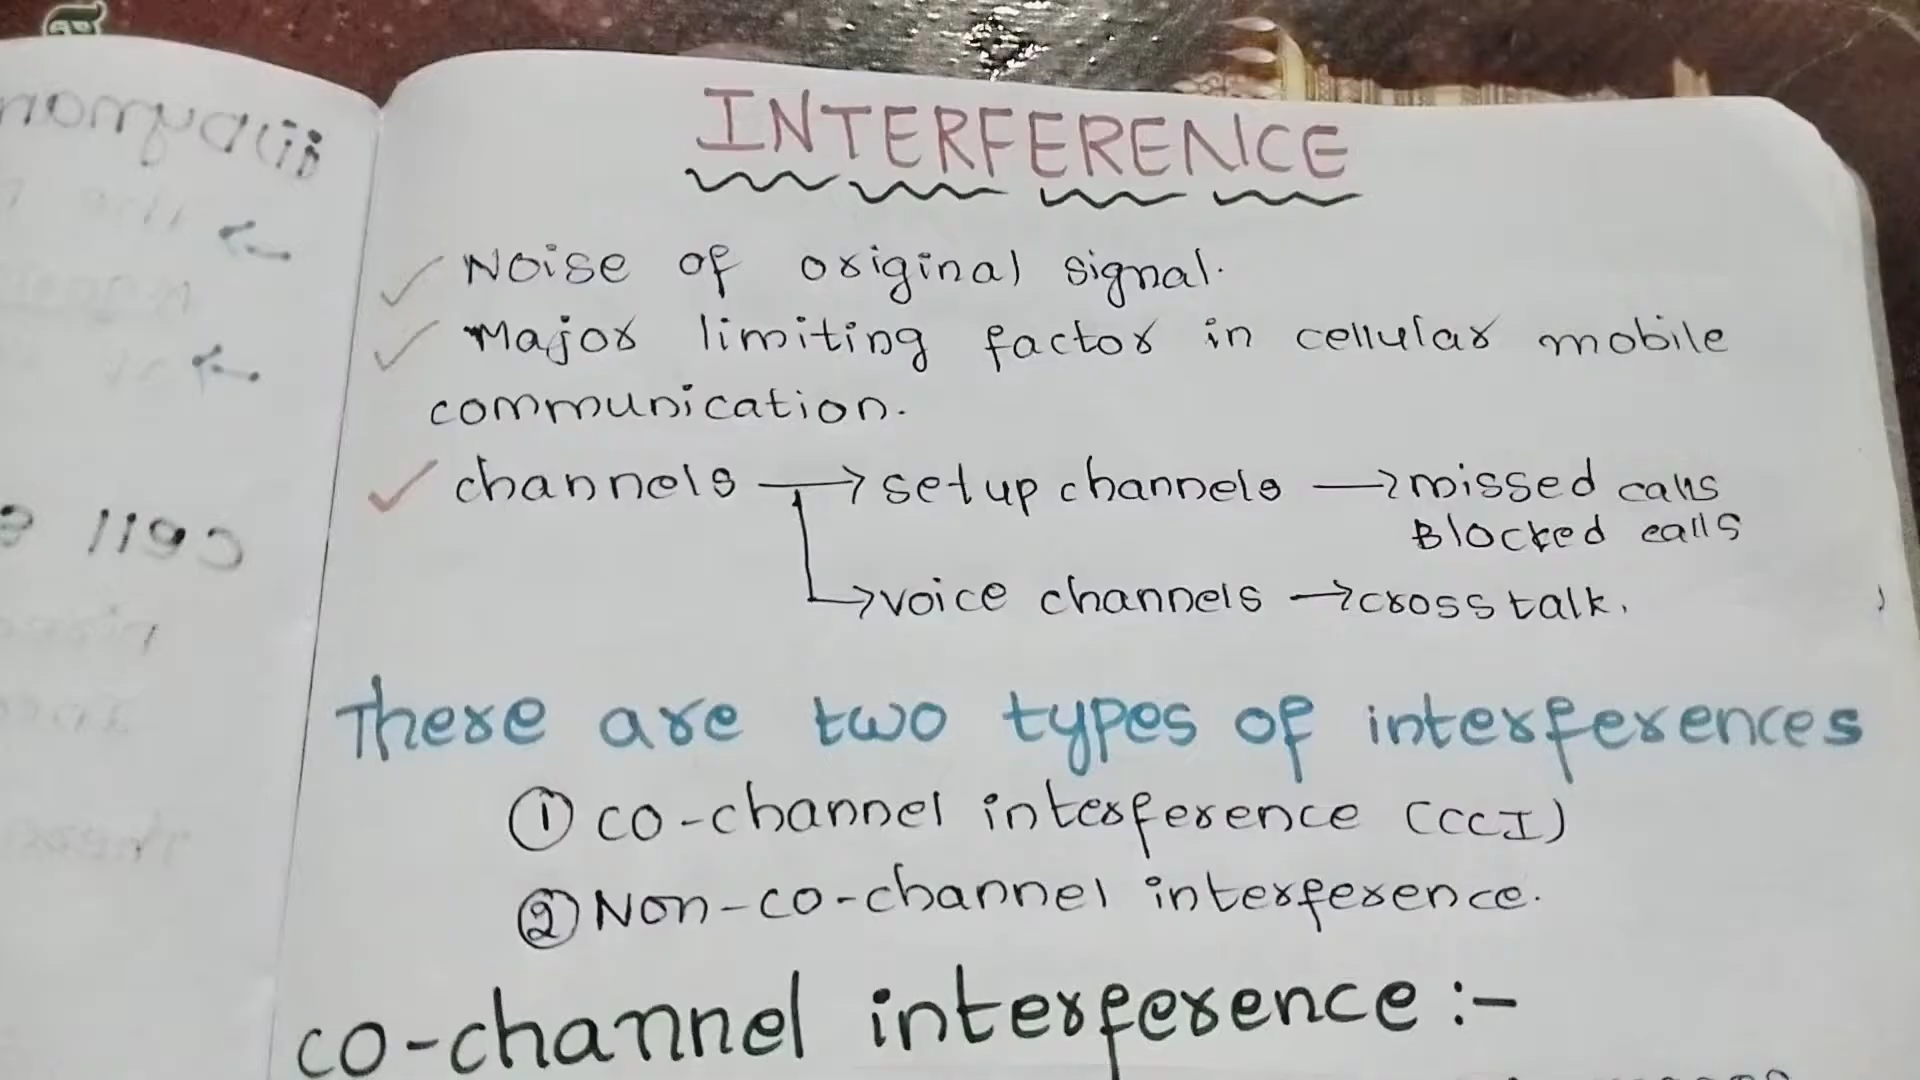 INTERFERENCE
Noise of original signal.
Major limiting factor in cellular mobile
communication.
channels → setup channels → missed calls
Blocked calls
→ voice channels → cross talk.
There are two types of interferences
① co-channel interference (CCI)
② Non-co-channel interference.
co-channel interference :-